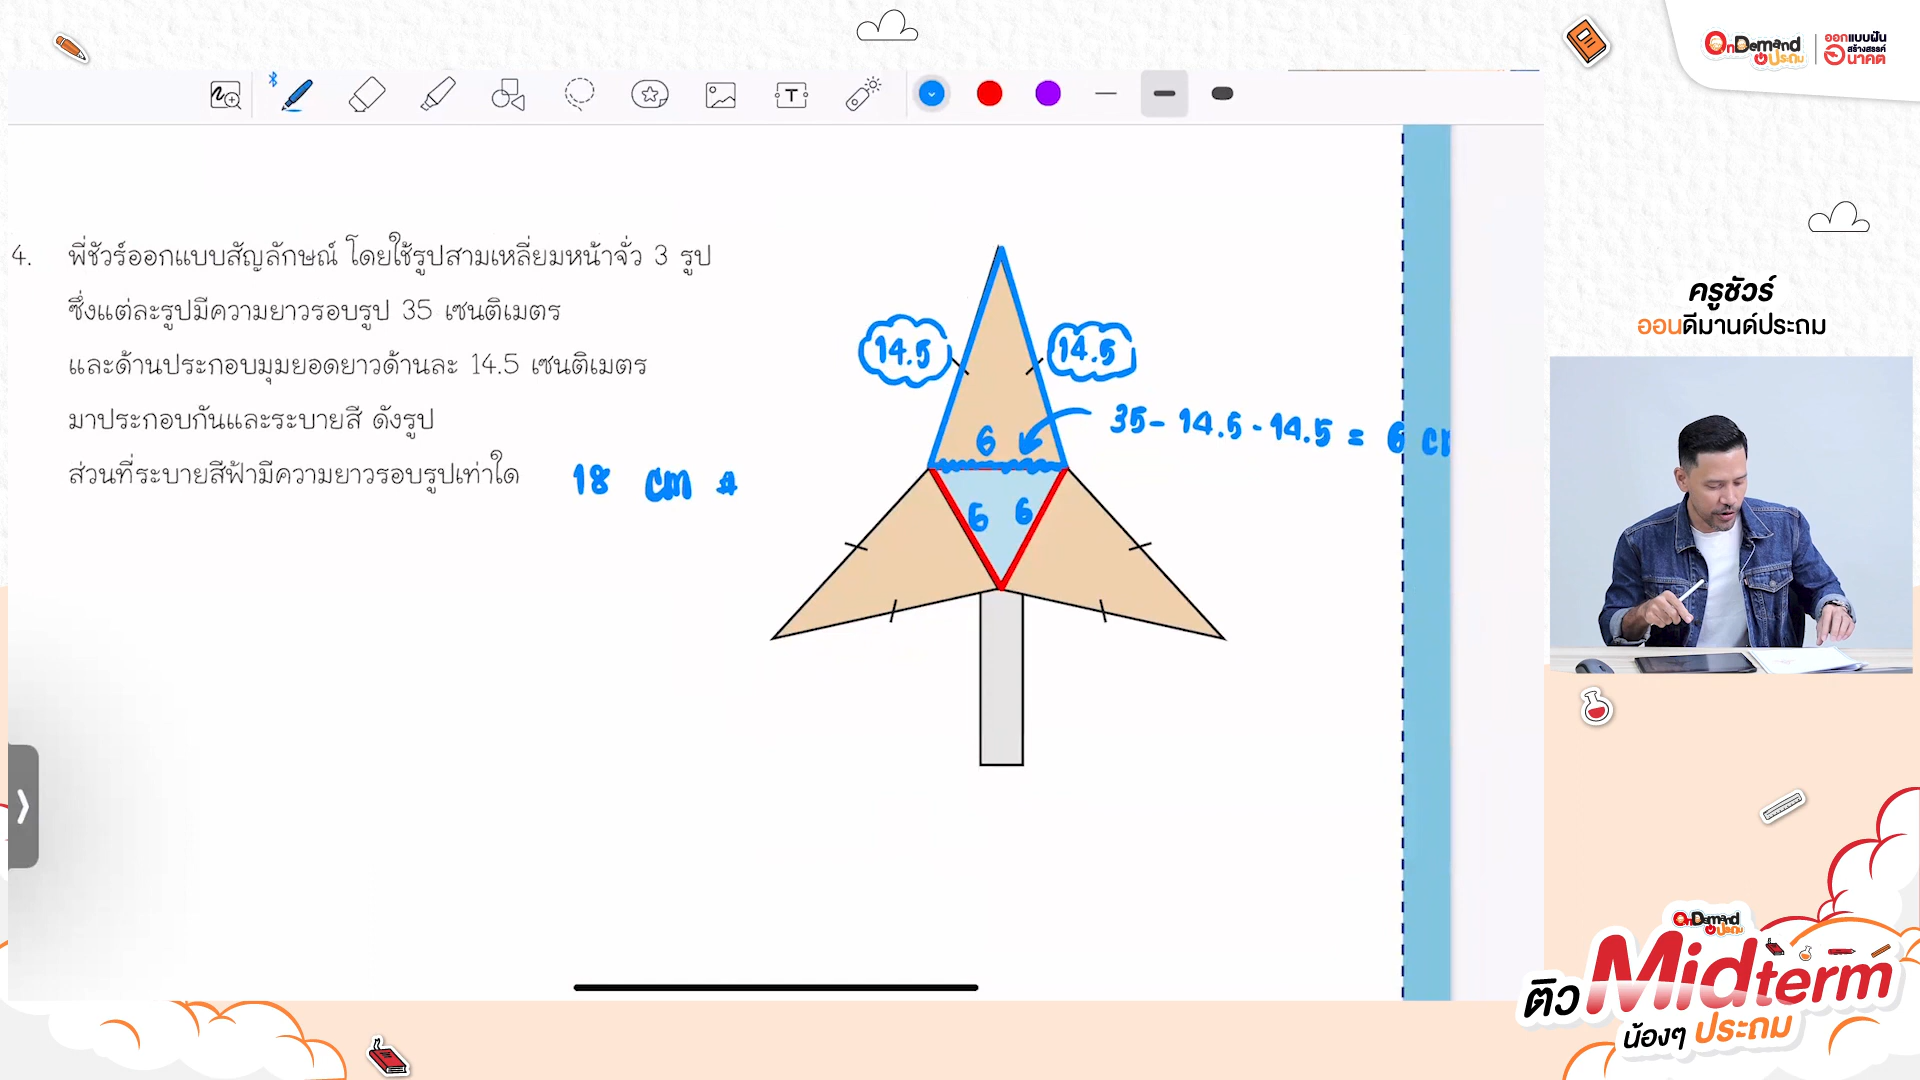 OnDemand ประถม
ออกแบบฝัน
สร้างสรรค์
อนาคต
T
4. พี่ชัวร์ออกแบบสัญลักษณ์ โดยใช้รูปสามเหลี่ยมหน้าจั่ว 3 รูป
ซึ่งแต่ละรูปมีความยาวรอบรูป 35 เซนติเมตร
และด้านประกอบมุมยอดยาวด้านละ 14.5 เซนติเมตร
มาประกอบกันและระบายสี ดังรูป
ส่วนที่ระบายสีฟ้ามีความยาวรอบรูปเท่าใด 18 cm
14.5 14.5
6 35 - 14.5 - 14.5 = 6
6 6
ครูชัวร์
ออนดีมานด์ประถม
OnDemand
ประถม
ติว Midterm
น้องๆ ประถม